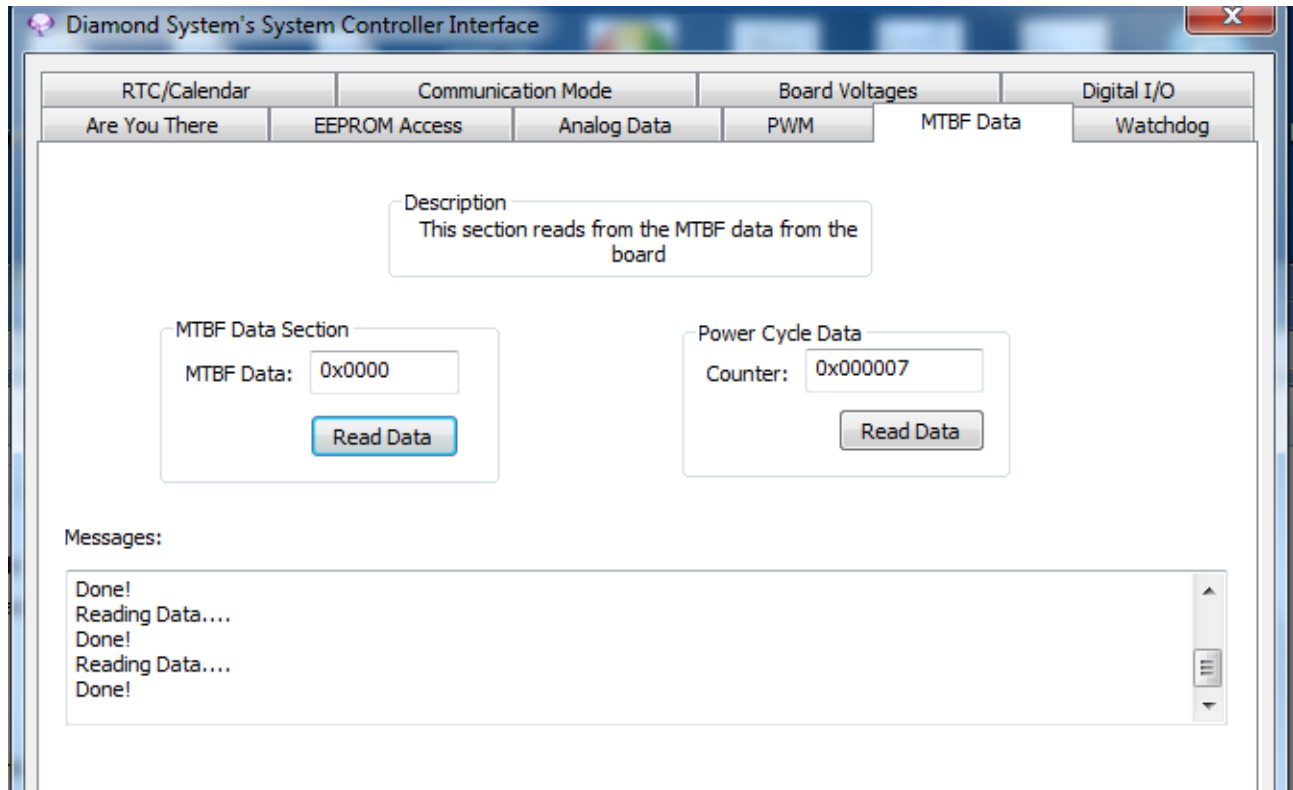 Diamond System's System Controller Interface
X
RTC/Calendar
Communication Mode
Board Voltages
Digital I/O
Are You There
EEPROM Access
Analog Data
PWM
MTBF Data
Watchdog
Description
This section reads from the MTBF data from the
board
MTBF Data Section
MTBF Data: 0x0000
Read Data
Power Cycle Data
Counter: 0x000007
Read Data
Messages:
Done!
Reading Data....
Done!
Reading Data....
Done!